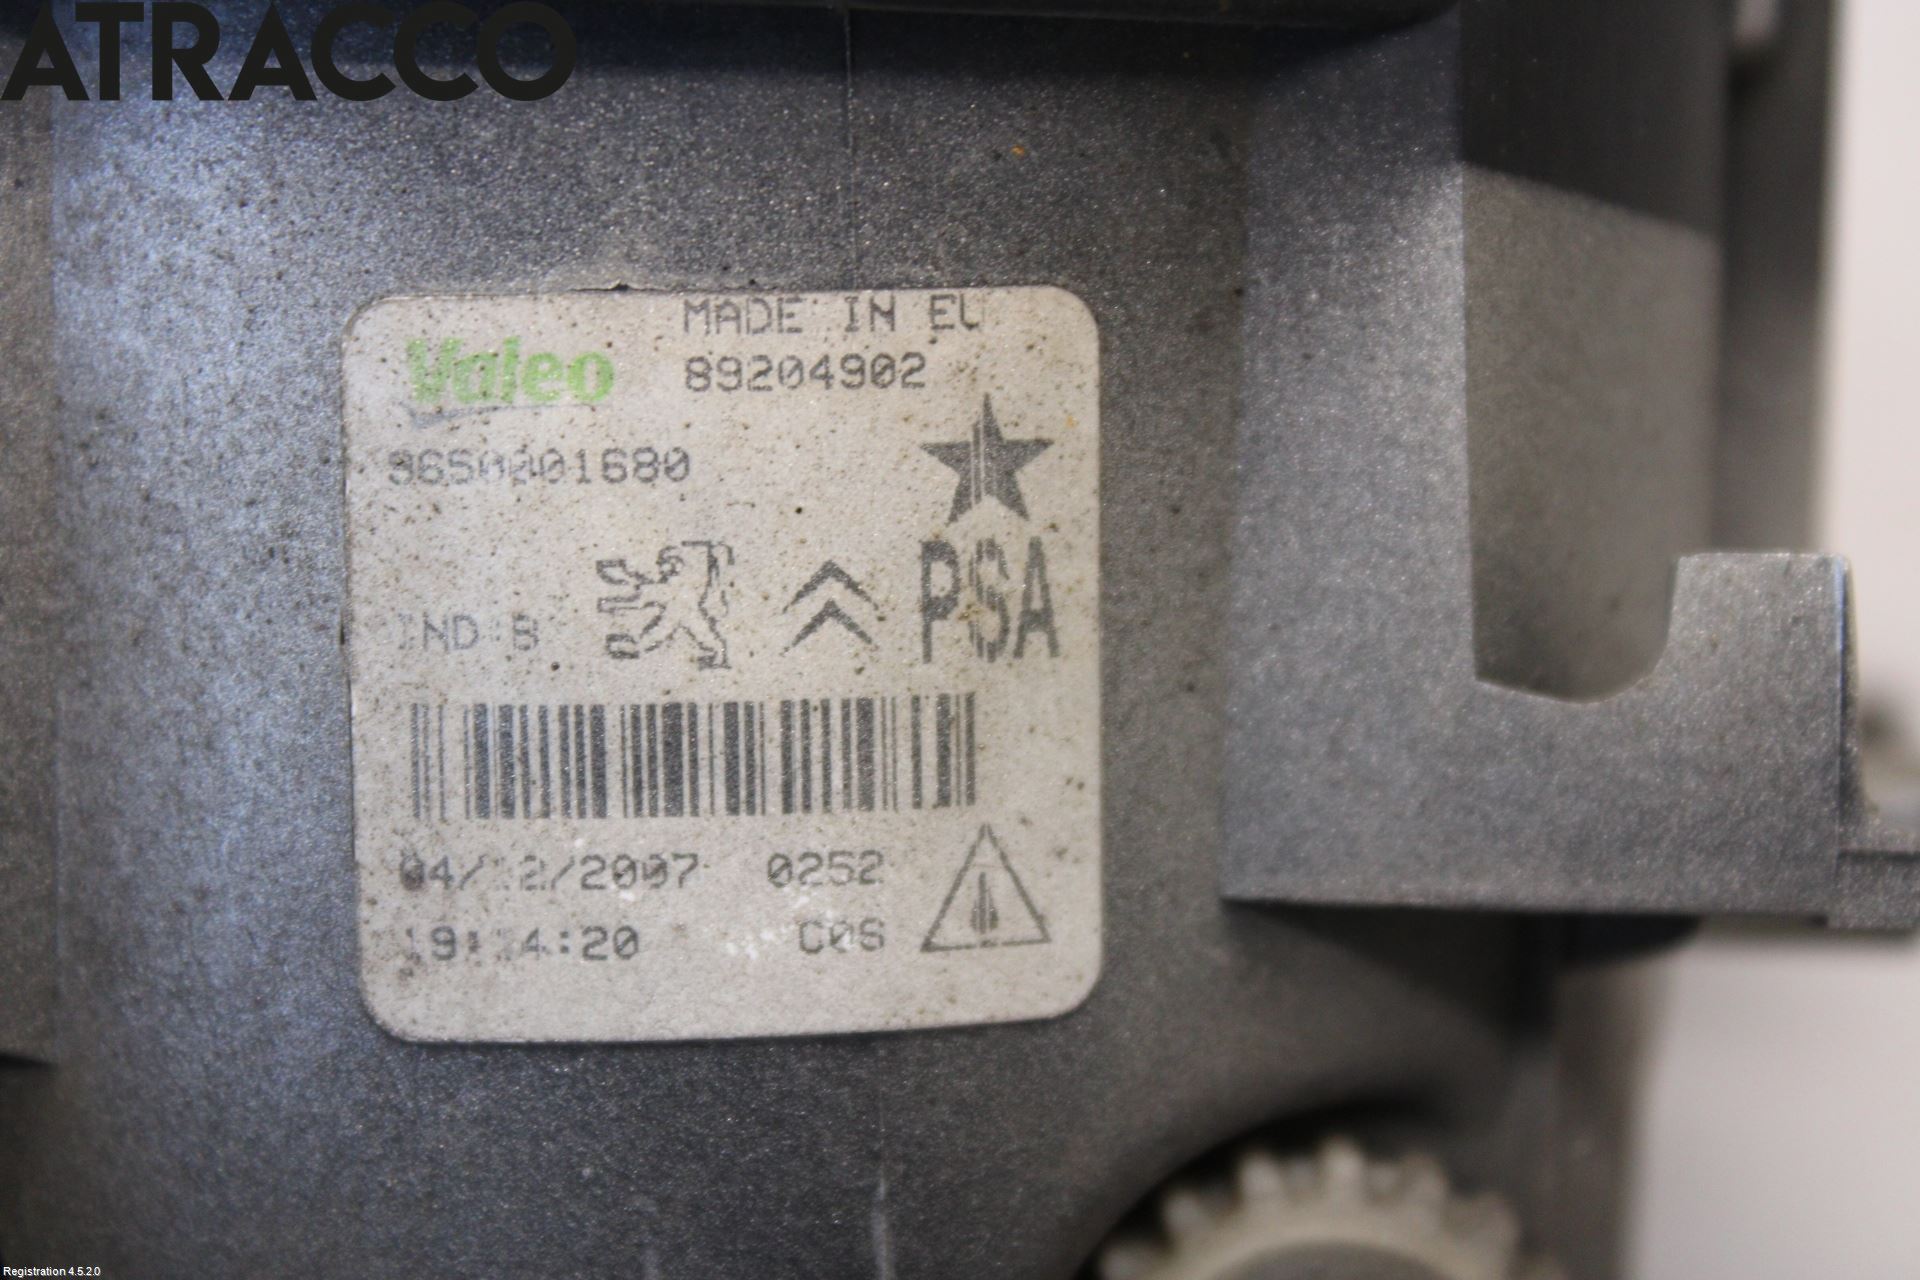 ATRACCO
MADE IN EU
Valeo 89204902
9650001680
IND:B PSA
04/12/2007 0252
19:14:20 C0S
Registration 4.5.2.0